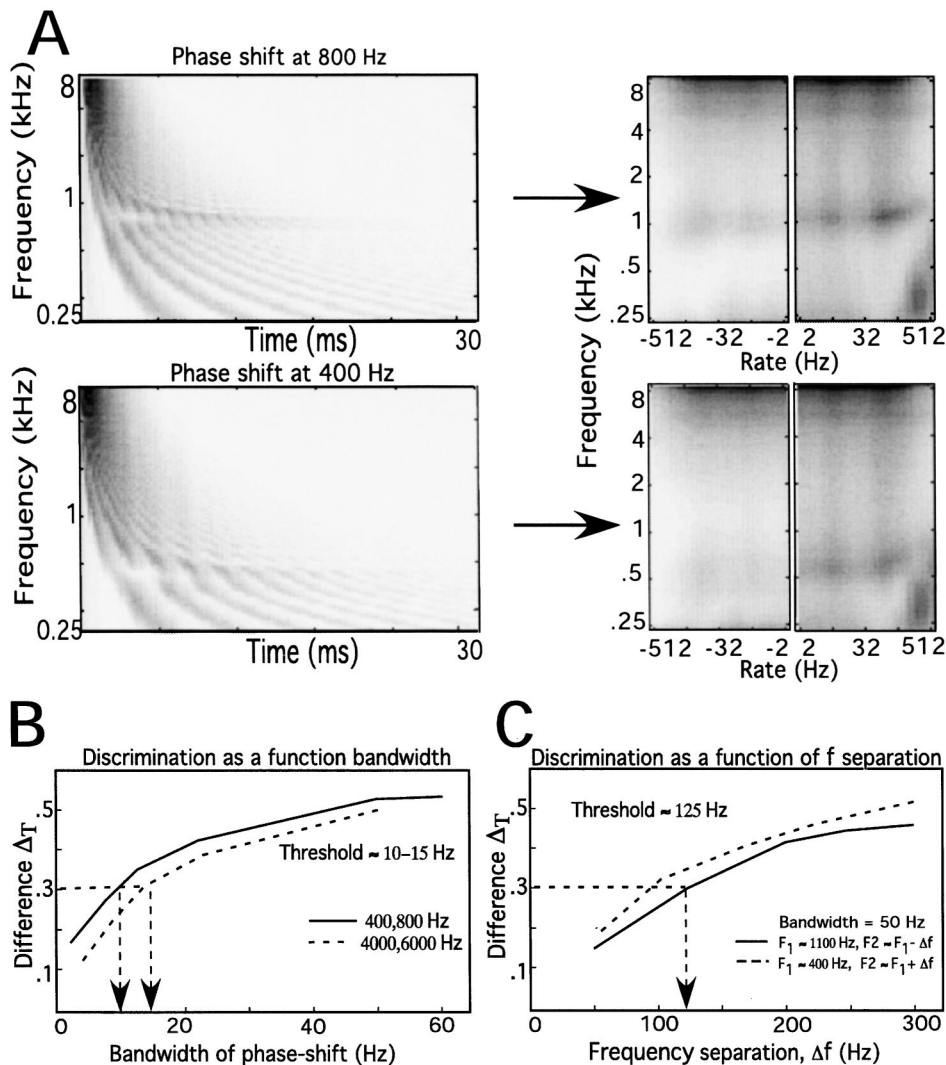 A
Phase shift at 800 Hz
Frequency (kHz)
8
1
0.25
Time (ms)
30
Frequency (kHz)
8
4
2
1
.5
.25
-512 -32 -2 2 32 512
Rate (Hz)
Phase shift at 400 Hz
Frequency (kHz)
8
1
0.25
Time (ms)
30
8
4
2
1
.5
.25
-512 -32 -2 2 32 512
Rate (Hz)
B
Discrimination as a function bandwidth
Difference ΔT
.5
.3
.1
Threshold ≈ 10–15 Hz
400,800 Hz
4000,6000 Hz
0 20 40 60
Bandwidth of phase-shift (Hz)
C
Discrimination as a function of f separation
Difference ΔT
.5
.3
.1
Threshold ≈ 125 Hz
Bandwidth = 50 Hz
F1 ≈ 1100 Hz, F2 ≈ F1 - Δf
F1 ≈ 400 Hz, F2 ≈ F1 + Δf
0 100 200 300
Frequency separation, Δf (Hz)